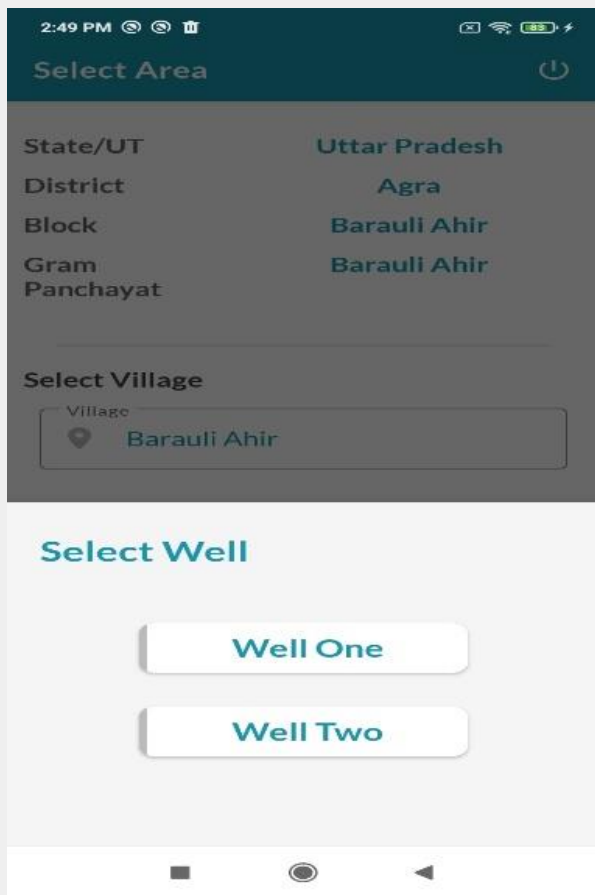 2:49 PM
83
Select Area
State/UT Uttar Pradesh
District Agra
Block Barauli Ahir
Gram Barauli Ahir
Panchayat
Select Village
Village
Barauli Ahir
Select Well
Well One
Well Two